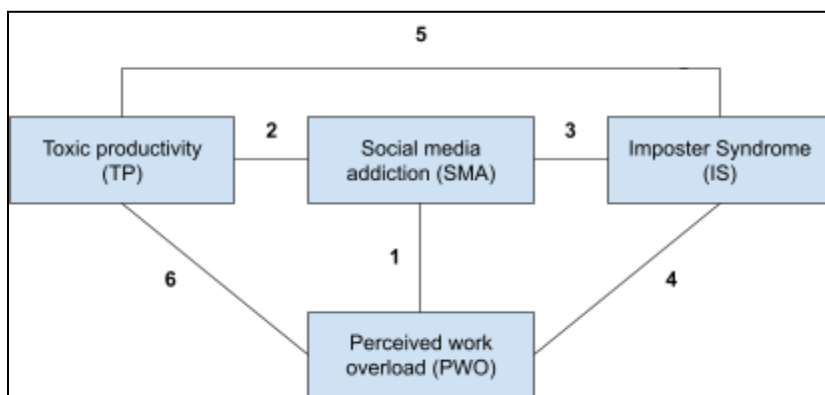 5
Toxic productivity
(TP)
2
Social media
addiction (SMA)
3
Imposter Syndrome
(IS)
6
1
4
Perceived work
overload (PWO)